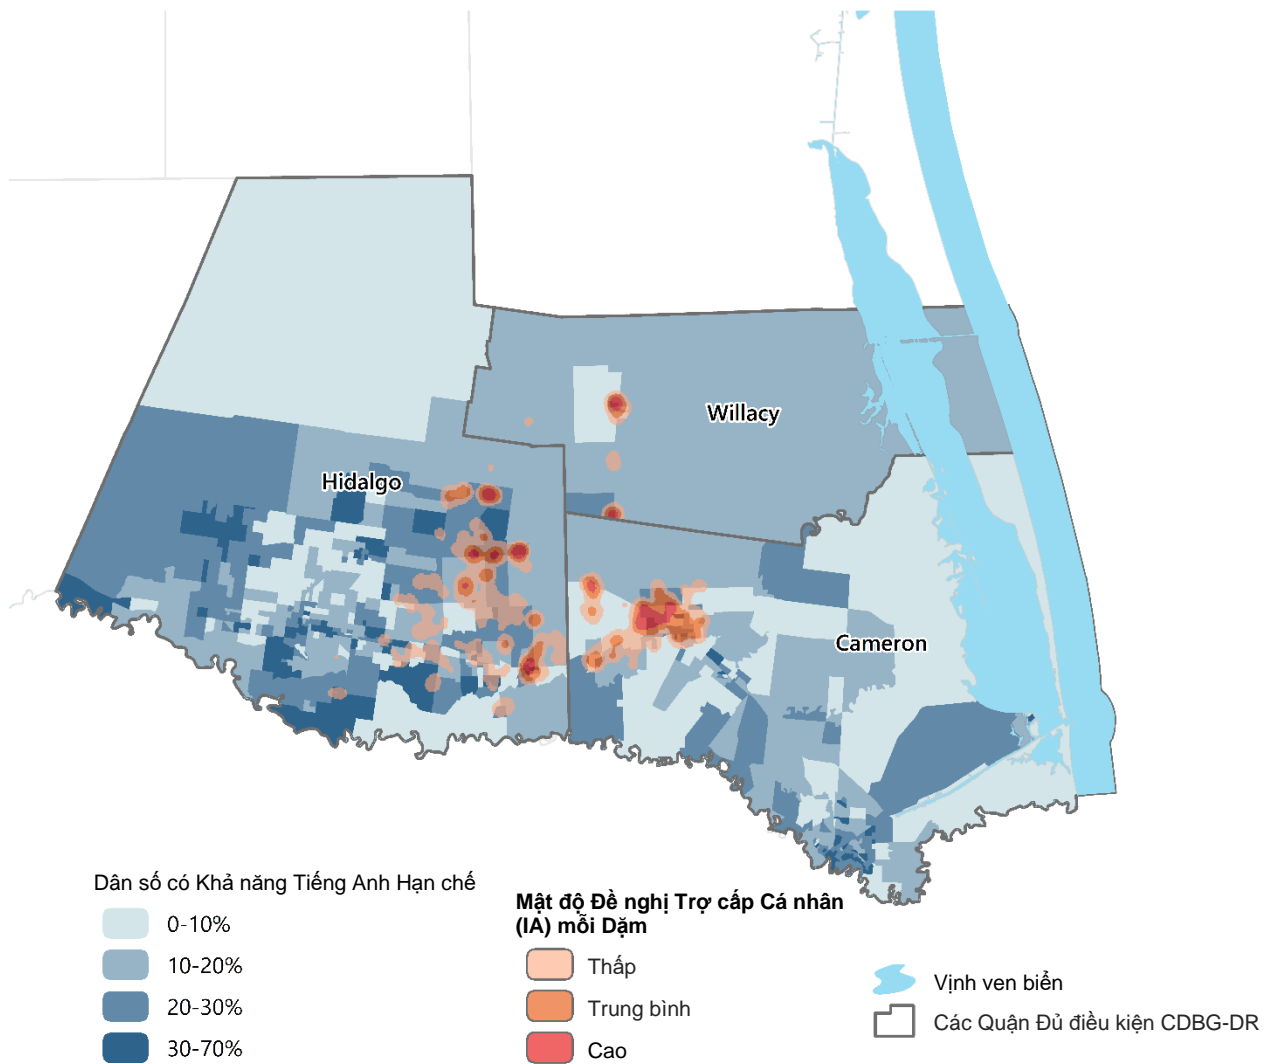 Willacy
Hidalgo
Cameron
Dân số có Khả năng Tiếng Anh Hạn chế
0-10%
10-20%
20-30%
30-70%
Mật độ Đề nghị Trợ cấp Cá nhân
(IA) mỗi Dặm
Thấp
Trung bình
Cao
Vịnh ven biển
Các Quận Đủ điều kiện CDBG-DR